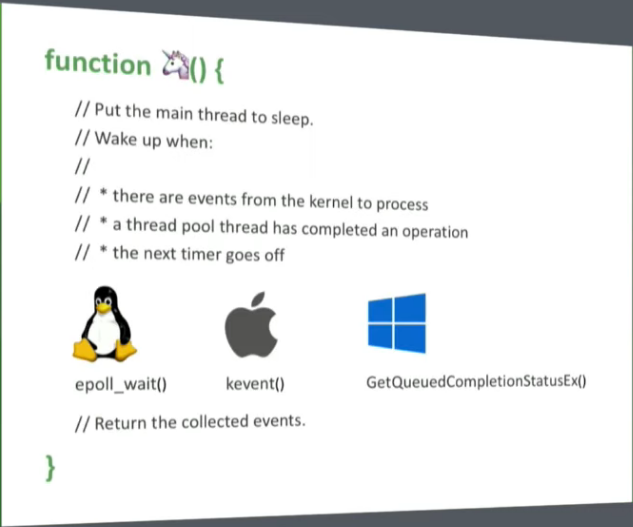 function 🦄() {
// Put the main thread to sleep.
// Wake up when:
//
// * there are events from the kernel to process
// * a thread pool thread has completed an operation
// * the next timer goes off
epoll_wait() kevent() GetQueuedCompletionStatusEx()
// Return the collected events.
}